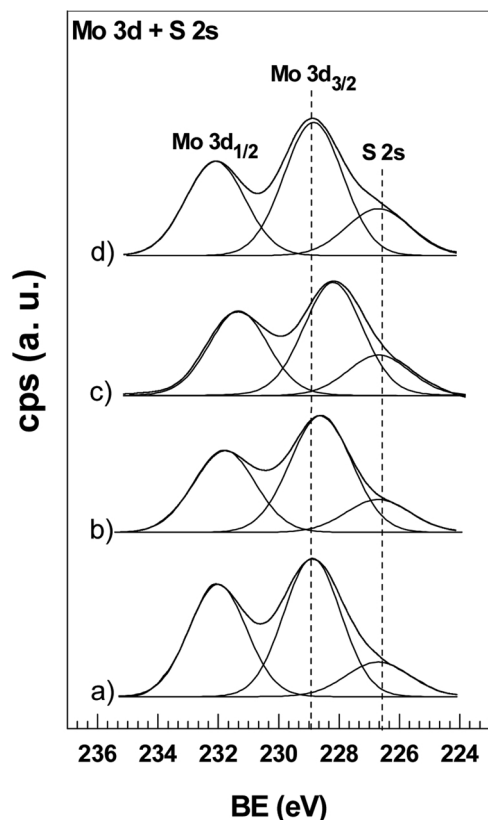 Mo 3d + S 2s
Mo 3d3/2
Mo 3d1/2
S 2s
d)
c)
b)
a)
cps (a. u.)
236 234 230 228 226 224
BE (eV)